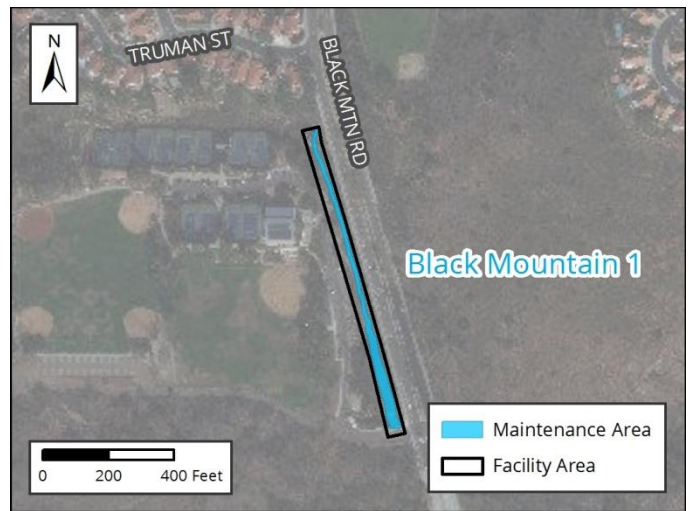 N
TRUMAN ST
BLACK MTN RD
Black Mountain 1
Maintenance Area
Facility Area
0 200 400 Feet